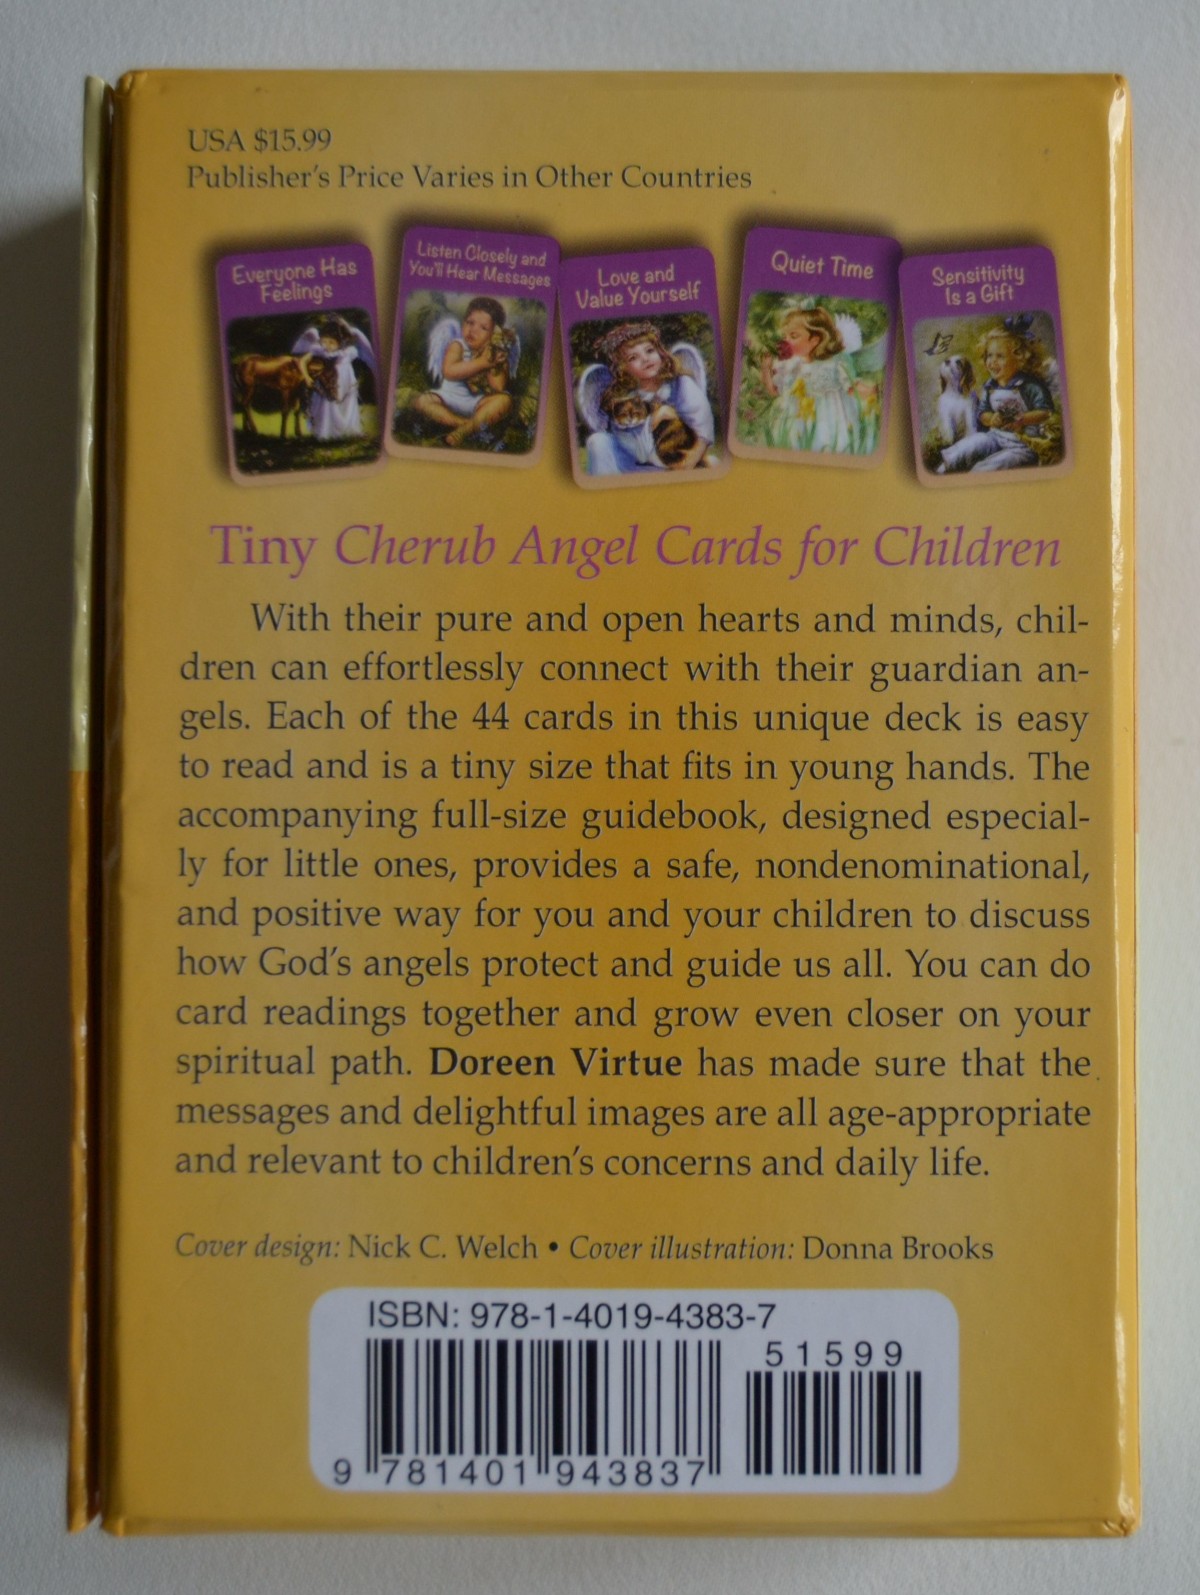 USA $15.99
Publisher's Price Varies in Other Countries
Everyone Has
Feelings
Listen Closely and
You'll Hear Messages
Love and
Value Yourself
Quiet Time
Sensitivity
Is a Gift
Tiny Cherub Angel Cards for Children
With their pure and open hearts and minds, chil-
dren can effortlessly connect with their guardian an-
gels. Each of the 44 cards in this unique deck is easy
to read and is a tiny size that fits in young hands. The
accompanying full-size guidebook, designed especial-
ly for little ones, provides a safe, nondenominational,
and positive way for you and your children to discuss
how God's angels protect and guide us all. You can do
card readings together and grow even closer on your
spiritual path. Doreen Virtue has made sure that the
messages and delightful images are all age-appropriate
and relevant to children's concerns and daily life.
Cover design: Nick C. Welch • Cover illustration: Donna Brooks
ISBN: 978-1-4019-4383-7
51599
9 781401 943837